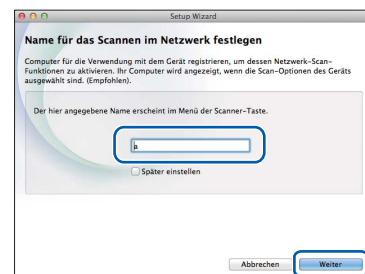 Setup Wizard
Name für das Scannen im Netzwerk festlegen
Computer für die Verwendung mit dem Gerät registrieren, um dessen Netzwerk-Scan-
Funktionen zu aktivieren. Ihr Computer wird angezeigt, wenn die Scan-Optionen des Geräts
ausgewählt sind. (Empfohlen).
Der hier angegebene Name erscheint im Menü der Scanner-Taste.
a
Später einstellen
Abbrechen
Weiter